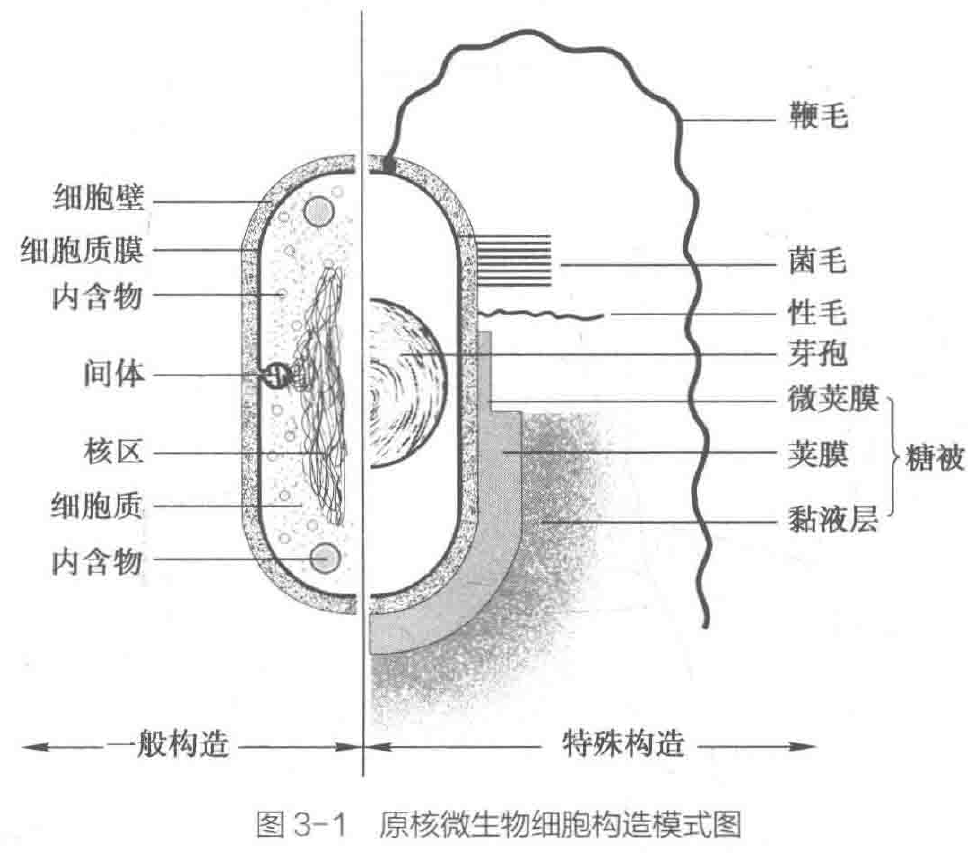 鞭毛
细胞壁
细胞质膜
内含物
间体
核区
细胞质
内含物
菌毛
性毛
芽孢
微荚膜
荚膜
黏液层
糖被
一般构造
特殊构造
图 3-1 原核微生物细胞构造模式图